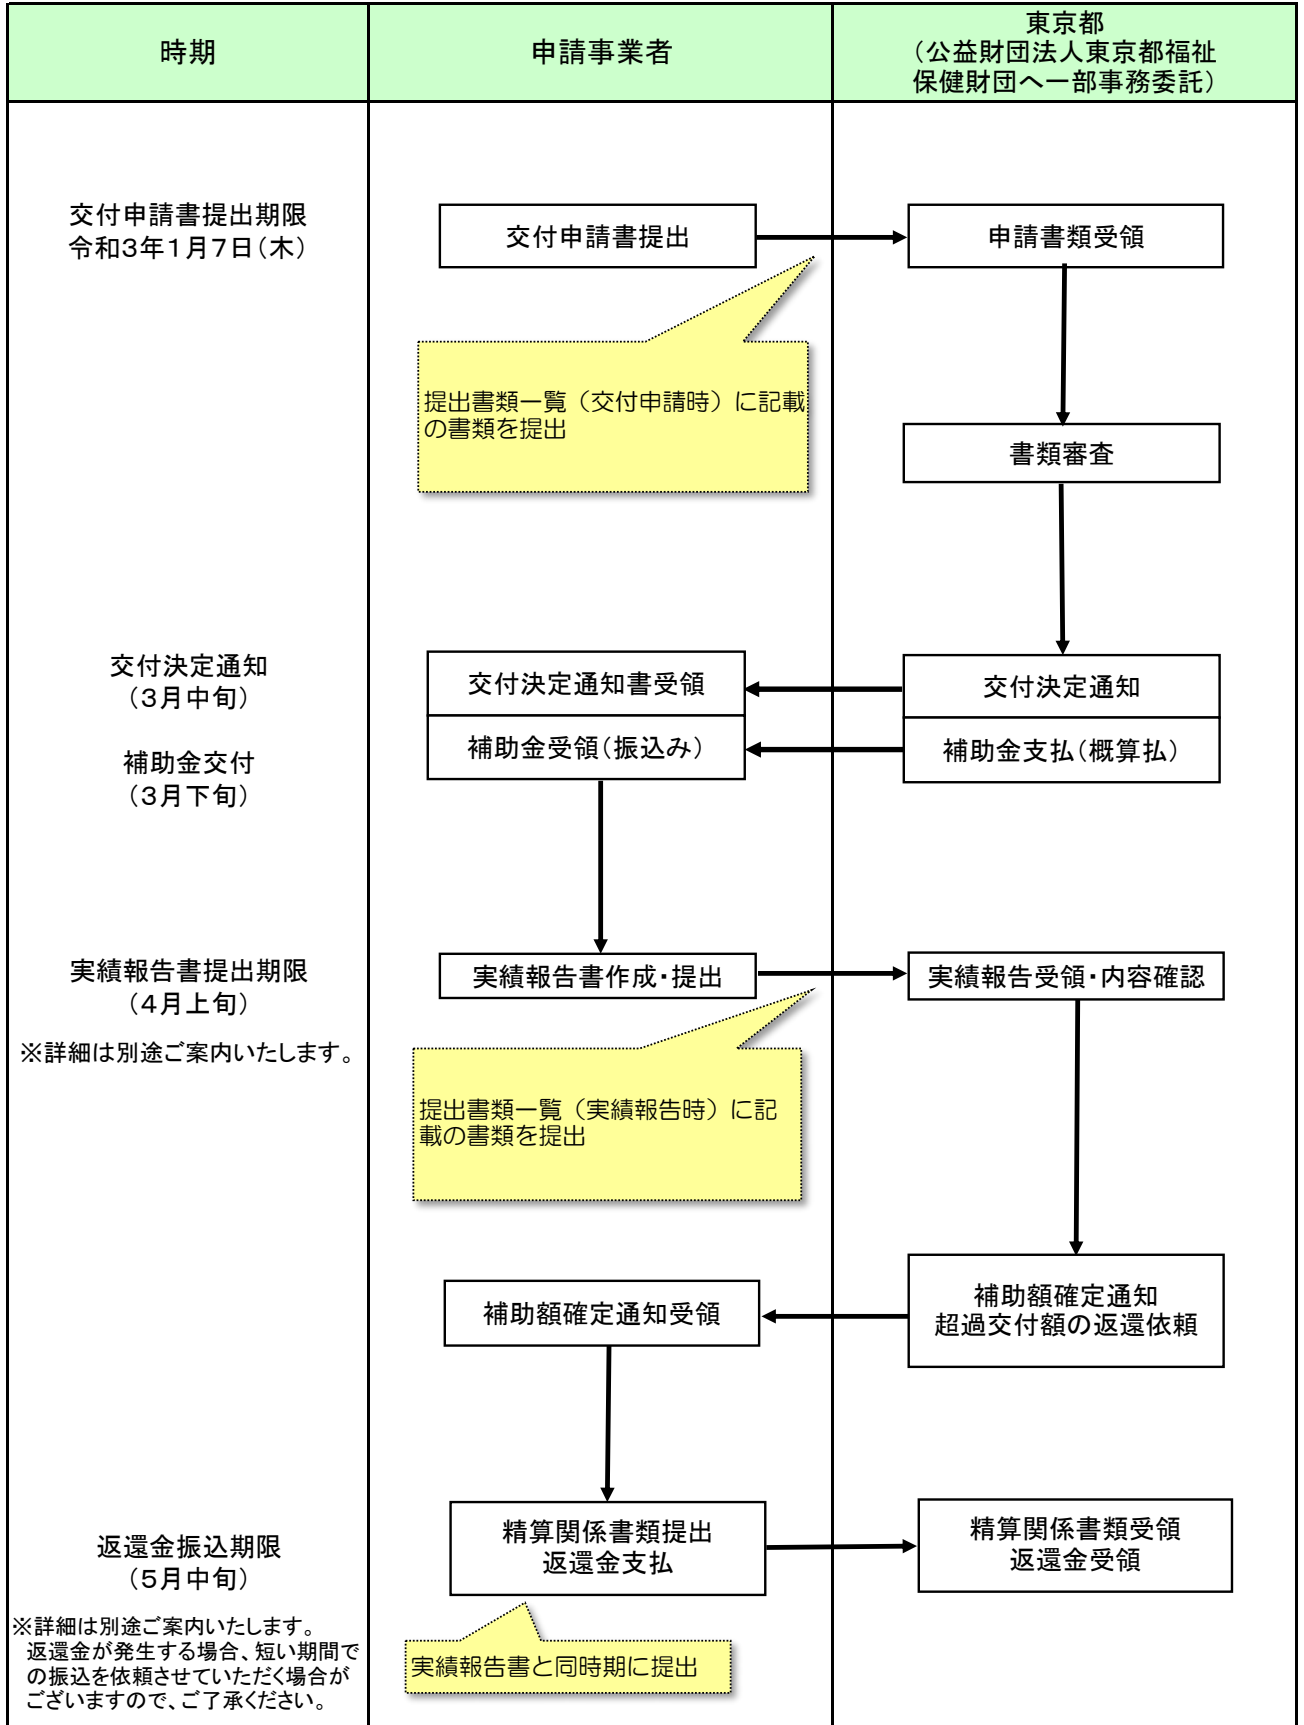 時期
申請事業者
東京都
（公益財団法人東京都福祉
保健財団へ一部事務委託）
交付申請書提出期限
令和3年1月7日（木）
交付申請書提出
申請書類受領
提出書類一覧（交付申請時）に記載
の書類を提出
書類審査
交付決定通知
（3月中旬）
交付決定通知書受領
交付決定通知
補助金交付
（3月下旬）
補助金受領（振込み）
補助金支払（概算払）
実績報告書提出期限
（4月上旬）
※詳細は別途ご案内いたします。
実績報告書作成・提出
実績報告受領・内容確認
提出書類一覧（実績報告時）に記
載の書類を提出
補助額確定通知受領
補助額確定通知
超過交付額の返還依頼
返還金振込期限
（5月中旬）
精算関係書類提出
返還金支払
精算関係書類受領
返還金受領
※詳細は別途ご案内いたします。
返還金が発生する場合、短い期間で
の振込を依頼させていただく場合が
ございますので、ご了承ください。
実績報告書と同時期に提出